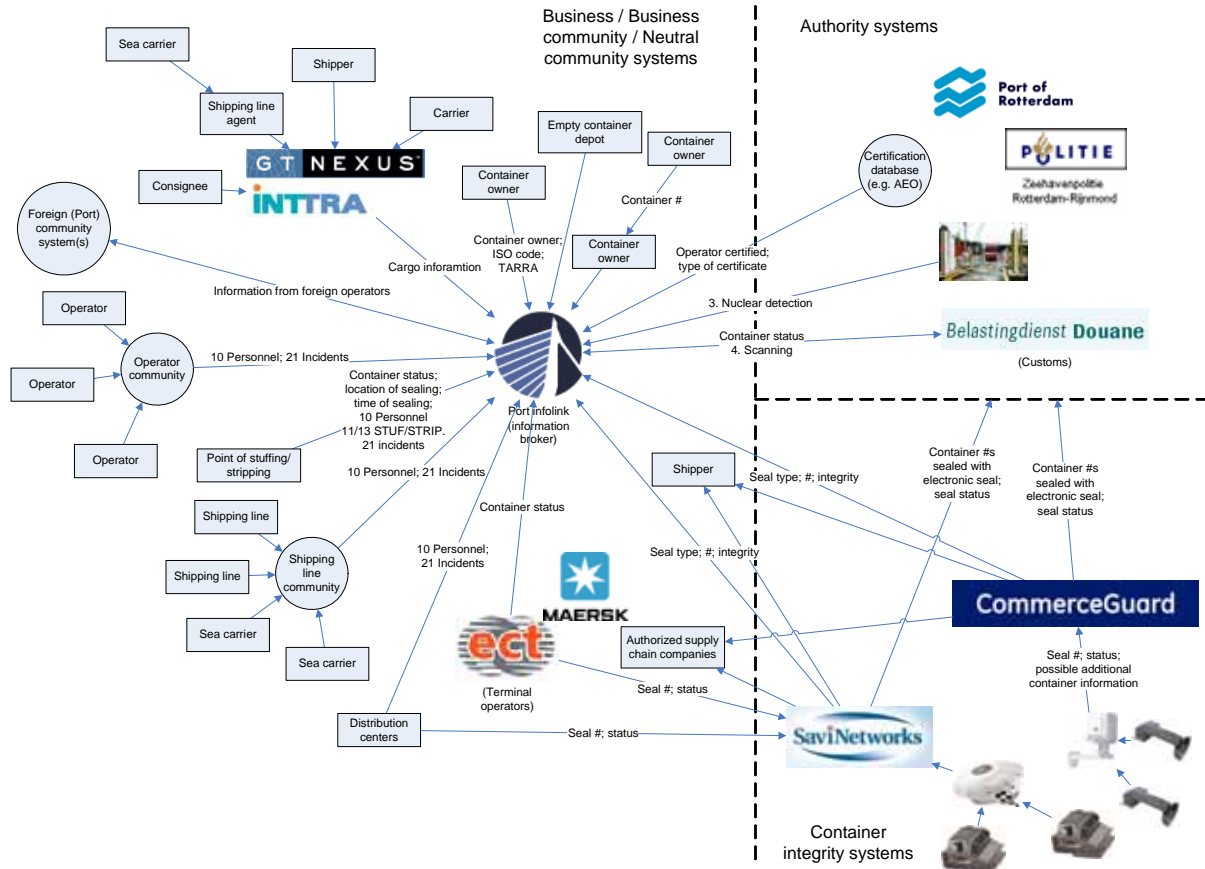 Business / Business
community / Neutral
community systems
Authority systems
Sea carrier
Shipper
Shipping line
agent
Carrier
GT NEXUS
Consignee
INTTRA
Empty container
depot
Container
owner
Container
owner
Container #
Container
owner
Port of
Rotterdam
POLITIE
Zeehavenpolitie
Rotterdam-Rijnmond
Certification
database
(e.g. AEO)
Foreign (Port)
community
system(s)
Container owner;
ISO code;
TARRA
Operator certified;
type of certificate
Cargo inforamtion
Information from foreign operators
3. Nuclear detection
Operator
Operator
community
Operator
Operator
10 Personnel; 21 Incidents
Container status
4. Scanning
Belastingdienst Douane
(Customs)
Container status;
location of sealing;
time of sealing;
10 Personnel
11/13 STUF/STRIP.
21 incidents
Port infolink
(information
broker)
Point of stuffing/
stripping
10 Personnel; 21 Incidents
Shipper
Seal type; #; integrity
Container #s
sealed with
electronic seal;
seal status
Container #s
sealed with
electronic seal;
seal status
Shipping line
Shipping line
Shipping line
community
Sea carrier
Sea carrier
Container status
10 Personnel;
21 Incidents
Seal type; #; integrity
MAERSK
ect
(Terminal
operators)
Authorized supply
chain companies
CommerceGuard
Seal #; status;
possible additional
container information
Seal #; status
Distribution
centers
Seal #; status
SaviNetworks
Container
integrity systems